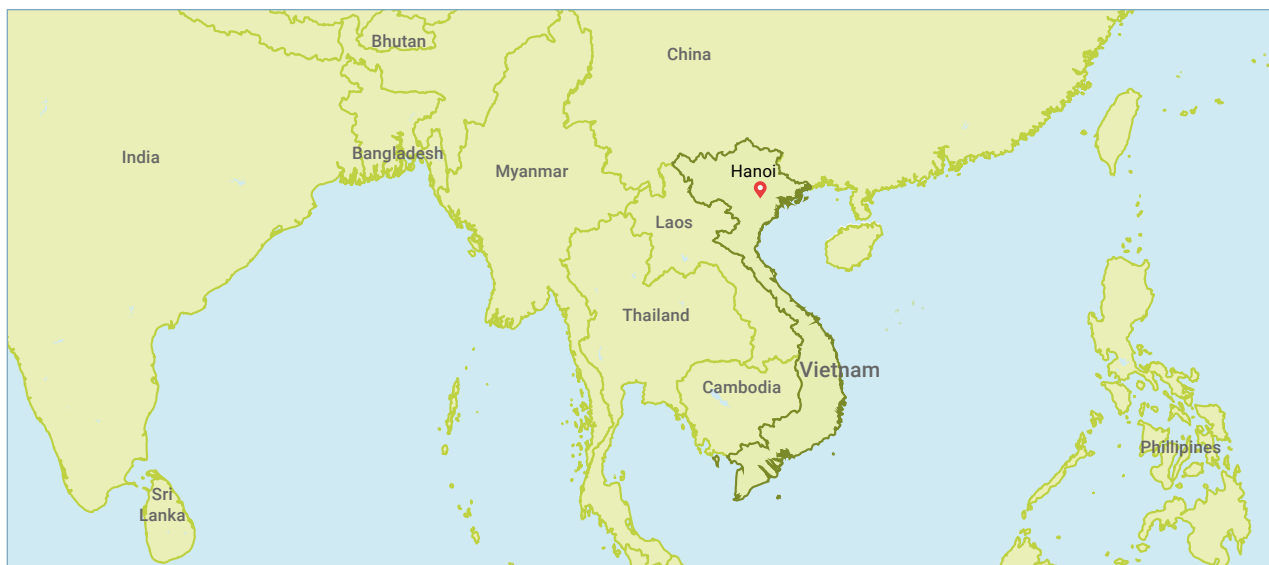 Bhutan
China
India
Bangladesh
Myanmar
Hanoi
Laos
Thailand
Vietnam
Cambodia
Phillipines
Sri
Lanka